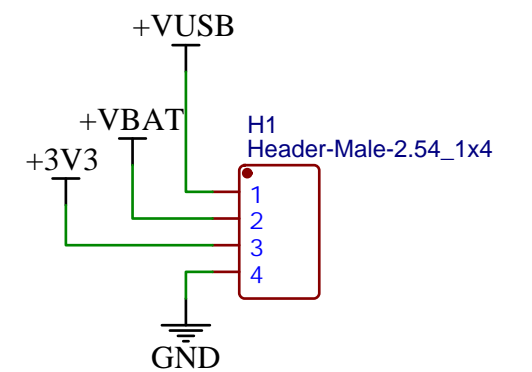 +VUSB
+VBAT
+3V3
H1
Header-Male-2.54_1x4
1
2
3
4
GND